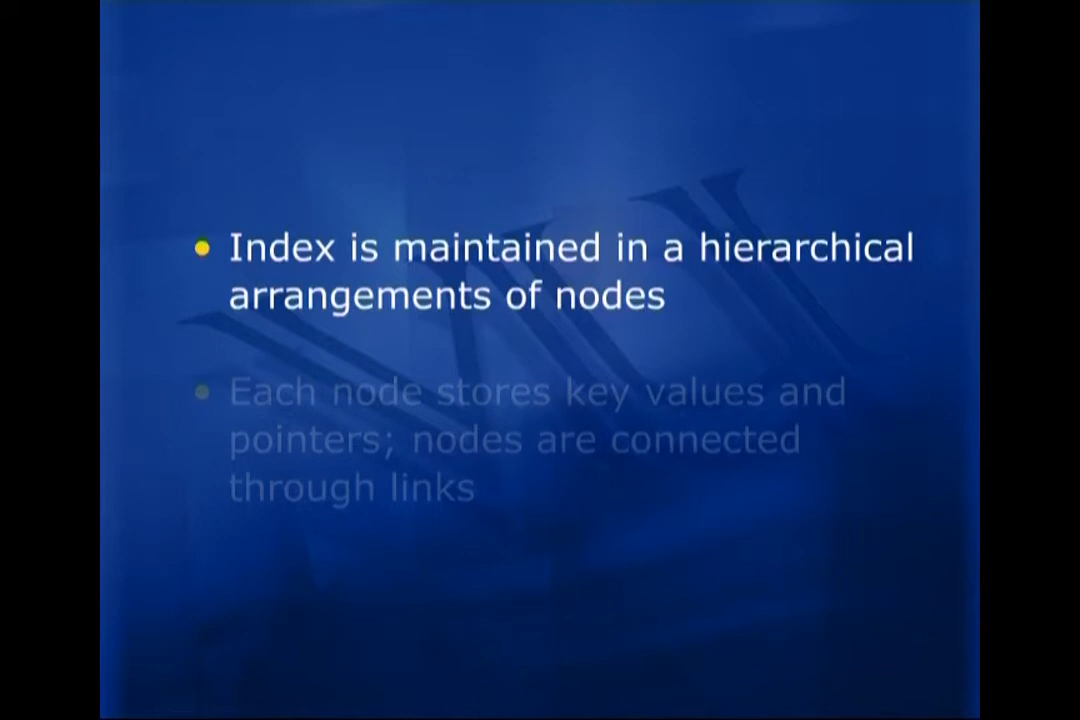 • Index is maintained in a hierarchical
arrangements of nodes
• Each node stores key values and
pointers; nodes are connected
through links